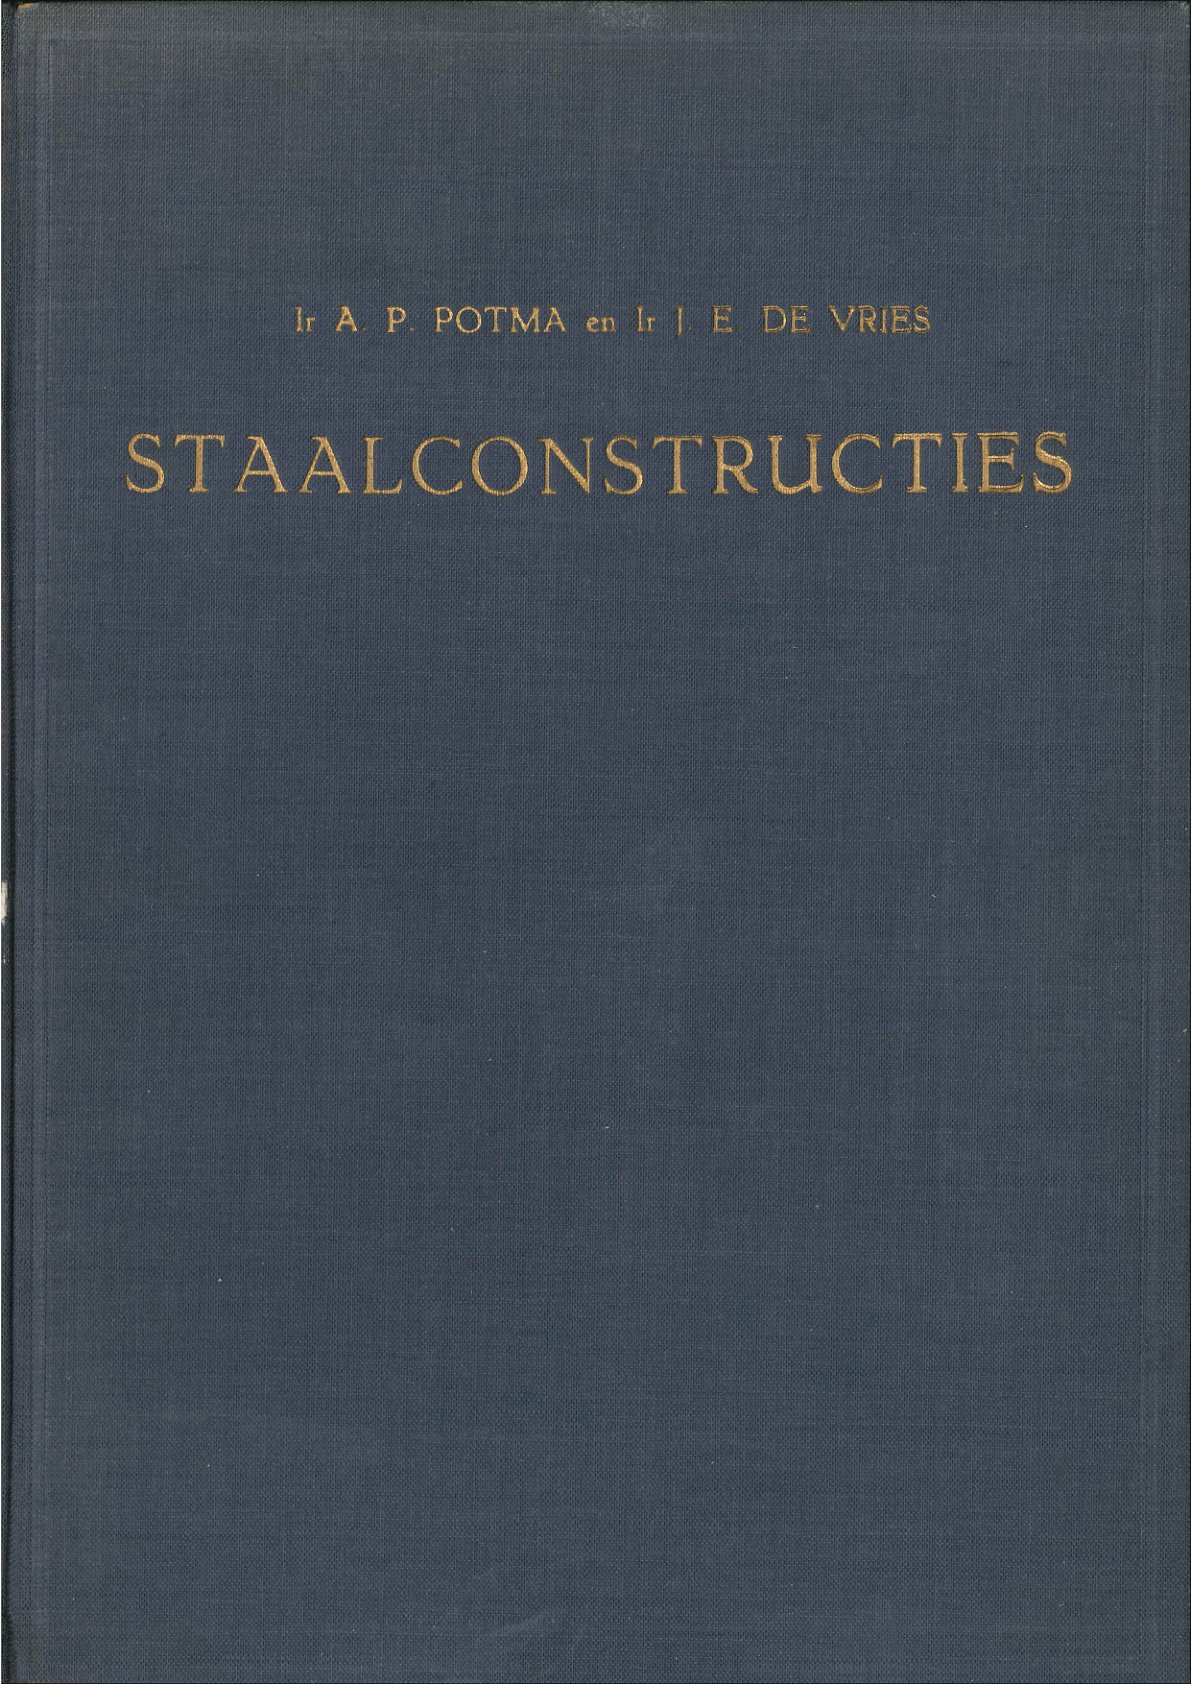 Ir A. P. POTMA en Ir J. E. DE VRIES
STAALCONSTRUCTIES